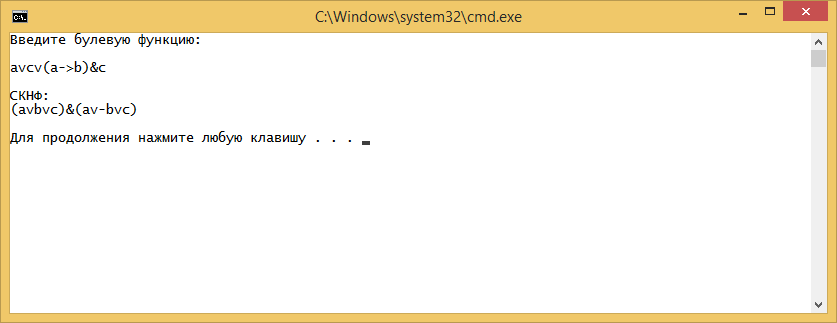 C:\Windows\system32\cmd.exe
Введите булевую функцию:
avcv(a->b)&c
СКНФ:
(avbvc)&(av-bvc)
Для продолжения нажмите любую клавишу . . .